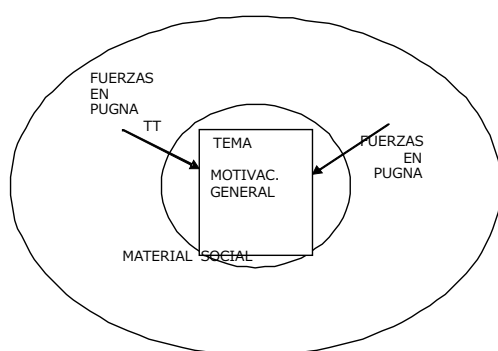 FUERZAS
EN
PUGNA
TT
TEMA
MOTIVAC.
GENERAL
FUERZAS
EN
PUGNA
MATERIAL SOCIAL